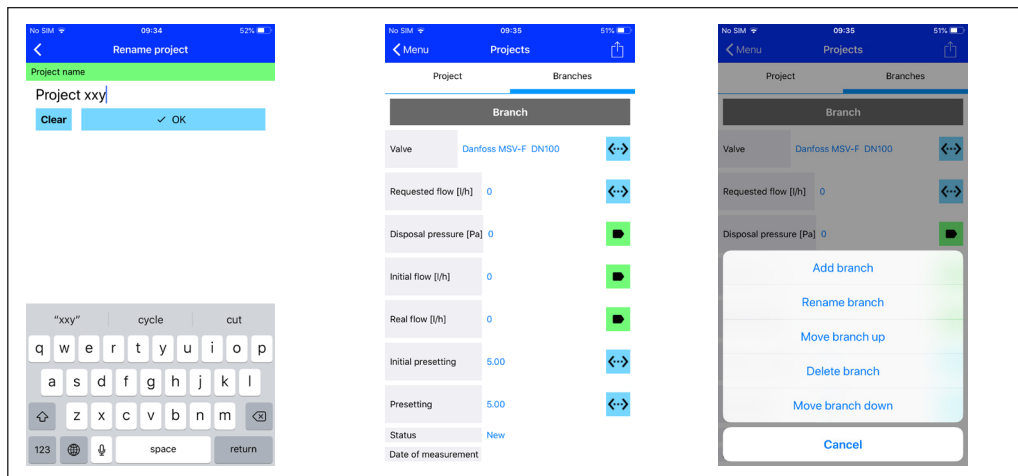 No SIM 09:34 52%
Rename project
Project name
Project xxy
Clear ✓ OK
“xxy” cycle cut
q w e r t y u i o p
a s d f g h j k l
z x c v b n m
123 space return
No SIM 09:35 51%
Menu Projects
Project Branches
Branch
Valve Danfoss MSV-F DN100
Requested flow [l/h] 0
Disposal pressure [Pa] 0
Initial flow [l/h] 0
Real flow [l/h] 0
Initial presetting 5.00
Presetting 5.00
Status New
Date of measurement
No SIM 09:35 51%
Menu Projects
Project Branches
Branch
Valve Danfoss MSV-F DN100
Requested flow [l/h] 0
Disposal pressure [Pa] 0
Add branch
Rename branch
Move branch up
Delete branch
Move branch down
Cancel